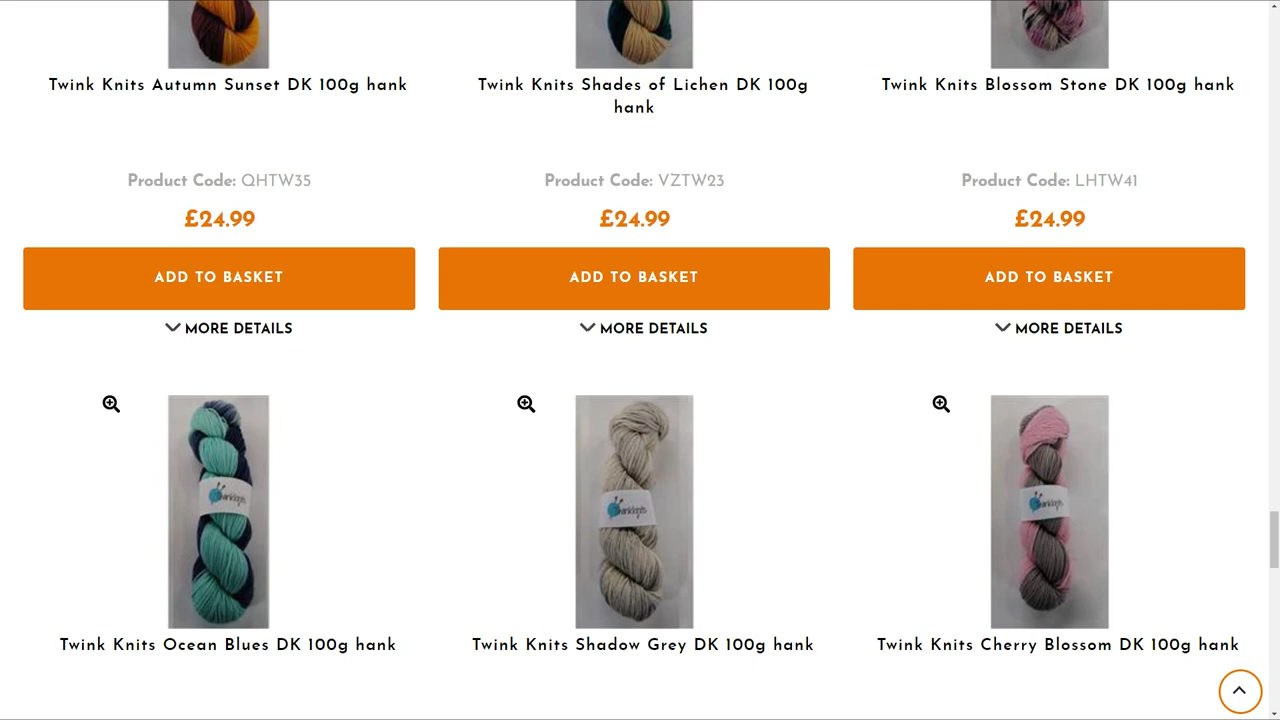 Twink Knits Autumn Sunset DK 100g hank
Twink Knits Shades of Lichen DK 100g
hank
Twink Knits Blossom Stone DK 100g hank
Product Code: QHTW35
Product Code: VZTW23
Product Code: LHTW41
£24.99
£24.99
£24.99
ADD TO BASKET
ADD TO BASKET
ADD TO BASKET
MORE DETAILS
MORE DETAILS
MORE DETAILS
Twink Knits Ocean Blues DK 100g hank
Twink Knits Shadow Grey DK 100g hank
Twink Knits Cherry Blossom DK 100g hank